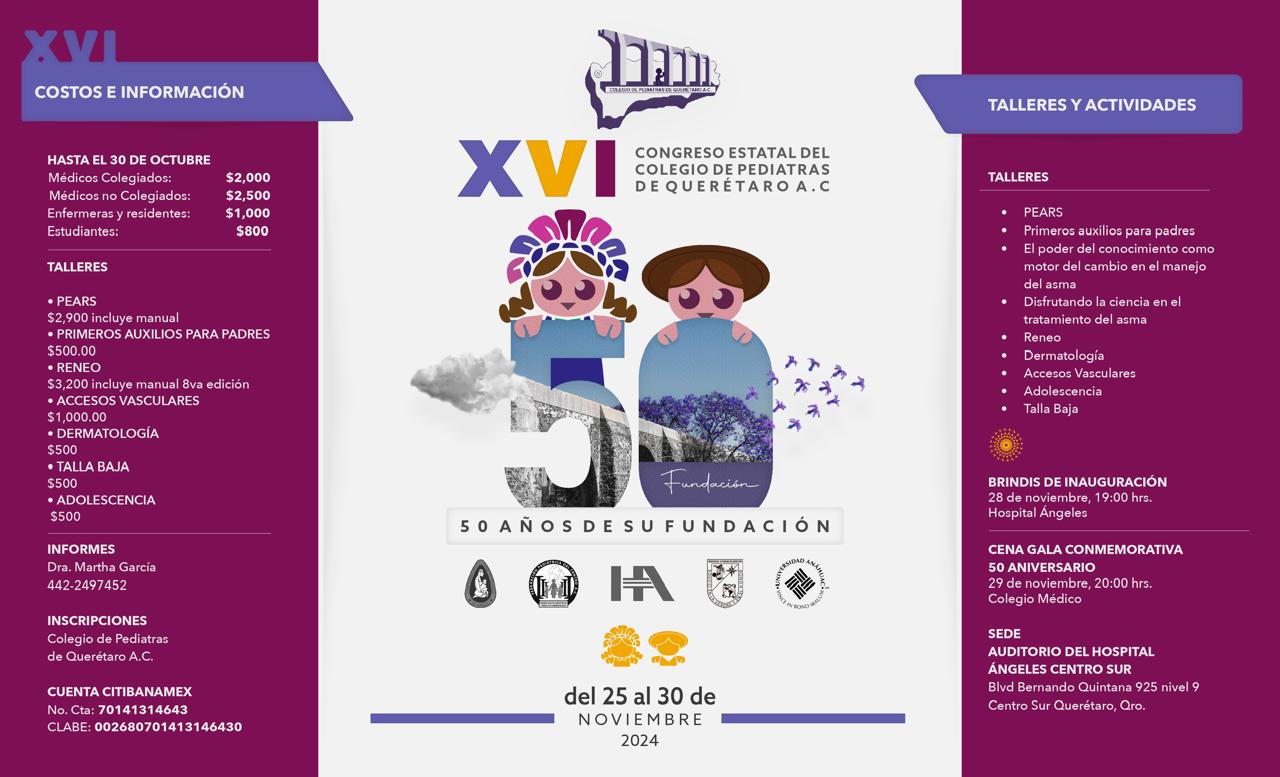 XVI
COSTOS E INFORMACIÓN
HASTA EL 30 DE OCTUBRE
Médicos Colegiados: $2,000
Médicos no Colegiados: $2,500
Enfermeras y residentes: $1,000
Estudiantes: $800
TALLERES
• PEARS
$2,900 incluye manual
• PRIMEROS AUXILIOS PARA PADRES
$500.00
• RENEO
$3,200 incluye manual 8va edición
• ACCESOS VASCULARES
$1,000.00
• DERMATOLOGÍA
$500
• TALLA BAJA
$500
• ADOLESCENCIA
$500
INFORMES
Dra. Martha García
442-2497452
INSCRIPCIONES
Colegio de Pediatras
de Querétaro A.C.
CUENTA CITIBANAMEX
No. Cta: 70141314643
CLABE: 002680701413146430
COLEGIO DE PEDIATRAS DE QUERÉTARO A.C.
XVI
CONGRESO ESTATAL DEL
COLEGIO DE PEDIATRAS
DE QUERÉTARO A.C
50
Fundación
50 AÑOS DE SU FUNDACIÓN
HA
UNIVERSIDAD ANÁHUAC
VINCE IN BONO MALUM
del 25 al 30 de
NOVIEMBRE
2024
TALLERES Y ACTIVIDADES
TALLERES
• PEARS
• Primeros auxilios para padres
• El poder del conocimiento como
motor del cambio en el manejo
del asma
• Disfrutando la ciencia en el
tratamiento del asma
• Reneo
• Dermatología
• Accesos Vasculares
• Adolescencia
• Talla Baja
BRINDIS DE INAUGURACIÓN
28 de noviembre, 19:00 hrs.
Hospital Ángeles
CENA GALA CONMEMORATIVA
50 ANIVERSARIO
29 de noviembre, 20:00 hrs.
Colegio Médico
SEDE
AUDITORIO DEL HOSPITAL
ÁNGELES CENTRO SUR
Blvd Bernando Quintana 925 nivel 9
Centro Sur Querétaro, Qro.